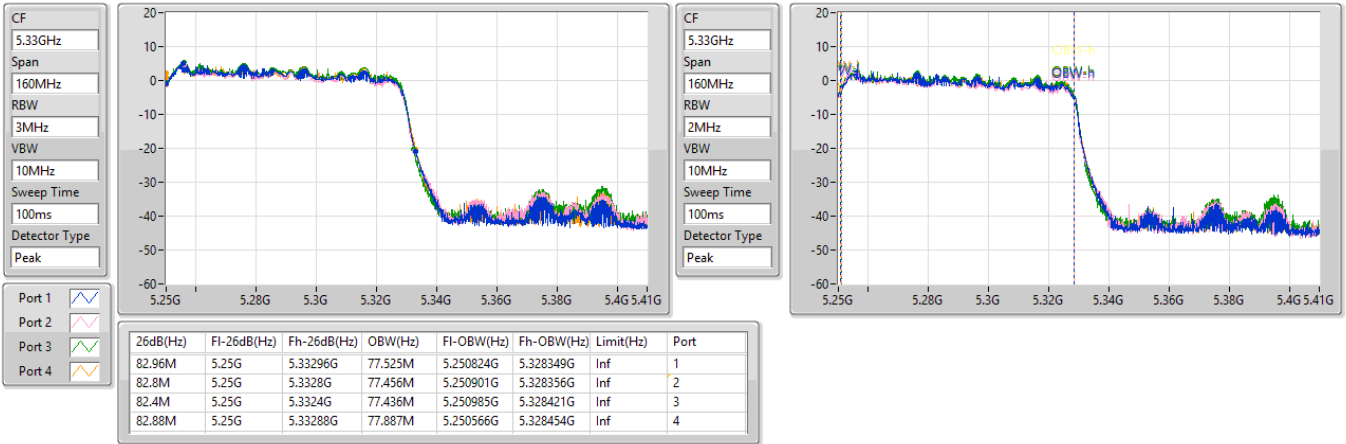 CF
5.33GHz
Span
160MHz
RBW
3MHz
VBW
10MHz
Sweep Time
100ms
Detector Type
Peak
20
10
0
-10
-20
-30
-40
-50
-60
5.25G 5.28G 5.3G 5.32G 5.34G 5.36G 5.38G 5.4G 5.41G
CF
5.33GHz
Span
160MHz
RBW
2MHz
VBW
10MHz
Sweep Time
100ms
Detector Type
Peak
20
10
0
-10
-20
-30
-40
-50
-60
OBW-h
OBW-h
5.25G 5.28G 5.3G 5.32G 5.34G 5.36G 5.38G 5.4G 5.41G
Port 1
Port 2
Port 3
Port 4
26dB(Hz) Fl-26dB(Hz) Fh-26dB(Hz) OBW(Hz) Fl-OBW(Hz) Fh-OBW(Hz) Limit(Hz) Port
82.96M 5.25G 5.33296G 77.525M 5.250824G 5.328349G Inf 1
82.8M 5.25G 5.3328G 77.456M 5.250901G 5.328356G Inf 2
82.4M 5.25G 5.3324G 77.436M 5.250985G 5.328421G Inf 3
82.88M 5.25G 5.33288G 77.887M 5.250566G 5.328454G Inf 4